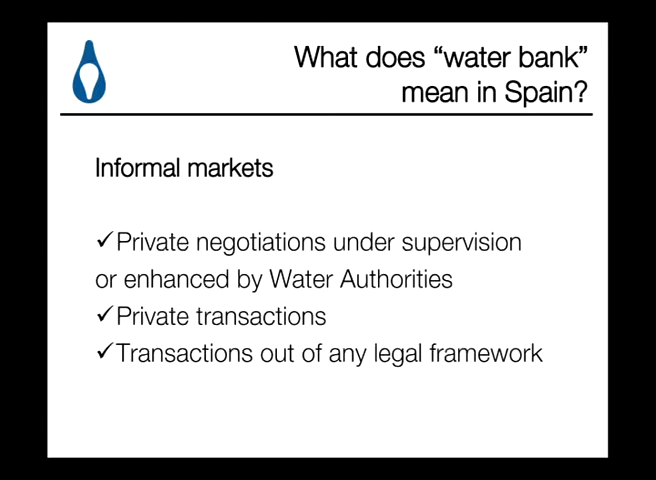 What does “water bank”
mean in Spain?
Informal markets
✓Private negotiations under supervision
or enhanced by Water Authorities
✓Private transactions
✓Transactions out of any legal framework